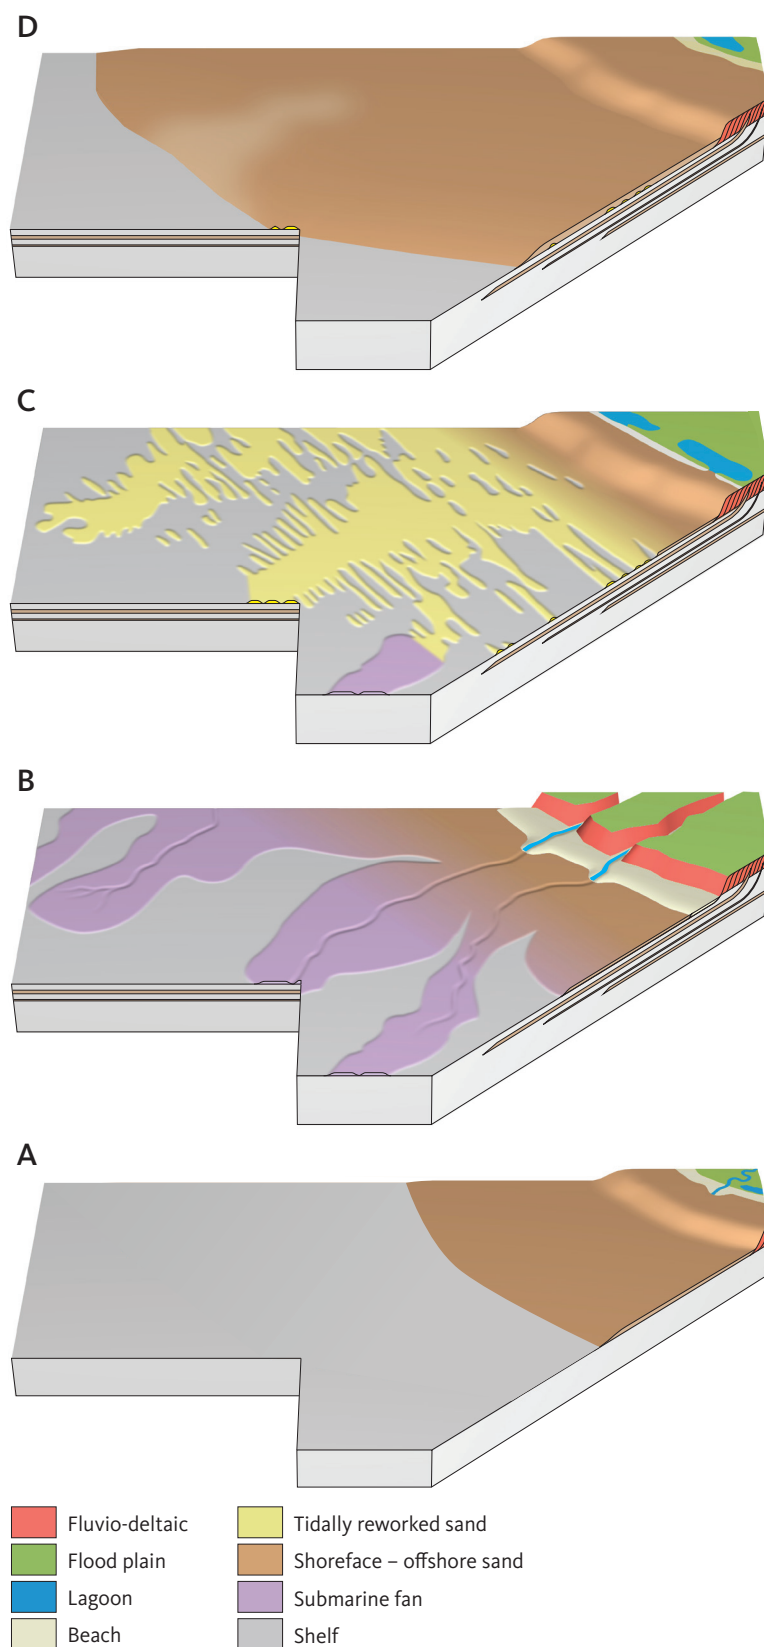 D
C
B
A
Fluvio-deltaic
Flood plain
Lagoon
Beach
Tidally reworked sand
Shoreface – offshore sand
Submarine fan
Shelf